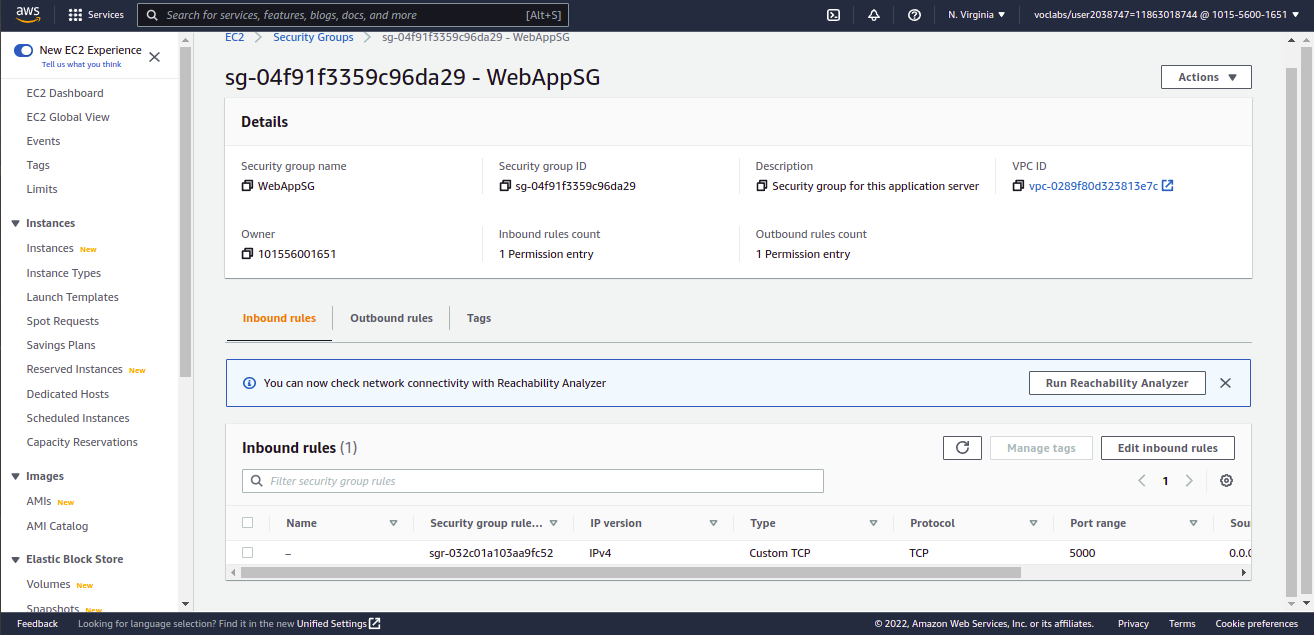 aws Services Search for services, features, blogs, docs, and more [Alt+S] N. Virginia voclabs/user2038747=11863018744 @ 1015-5600-1651
New EC2 Experience
Tell us what you think
EC2 Dashboard
EC2 Global View
Events
Tags
Limits
Instances
Instances New
Instance Types
Launch Templates
Spot Requests
Savings Plans
Reserved Instances New
Dedicated Hosts
Scheduled Instances
Capacity Reservations
Images
AMIs New
AMI Catalog
Elastic Block Store
Volumes New
Snapshots New
EC2 > Security Groups > sg-04f91f3359c96da29 - WebAppSG
sg-04f91f3359c96da29 - WebAppSG Actions
Details
Security group name Security group ID Description VPC ID
WebAppSG sg-04f91f3359c96da29 Security group for this application server vpc-0289f80d323813e7c
Owner Inbound rules count Outbound rules count
101556001651 1 Permission entry 1 Permission entry
Inbound rules Outbound rules Tags
You can now check network connectivity with Reachability Analyzer Run Reachability Analyzer
Inbound rules (1) Manage tags Edit inbound rules
Filter security group rules 1
Name Security group rule... IP version Type Protocol Port range Sou
– sgr-032c01a103aa9fc52 IPv4 Custom TCP TCP 5000 0.0.0
Feedback Looking for language selection? Find it in the new Unified Settings © 2022, Amazon Web Services, Inc. or its affiliates. Privacy Terms Cookie preferences